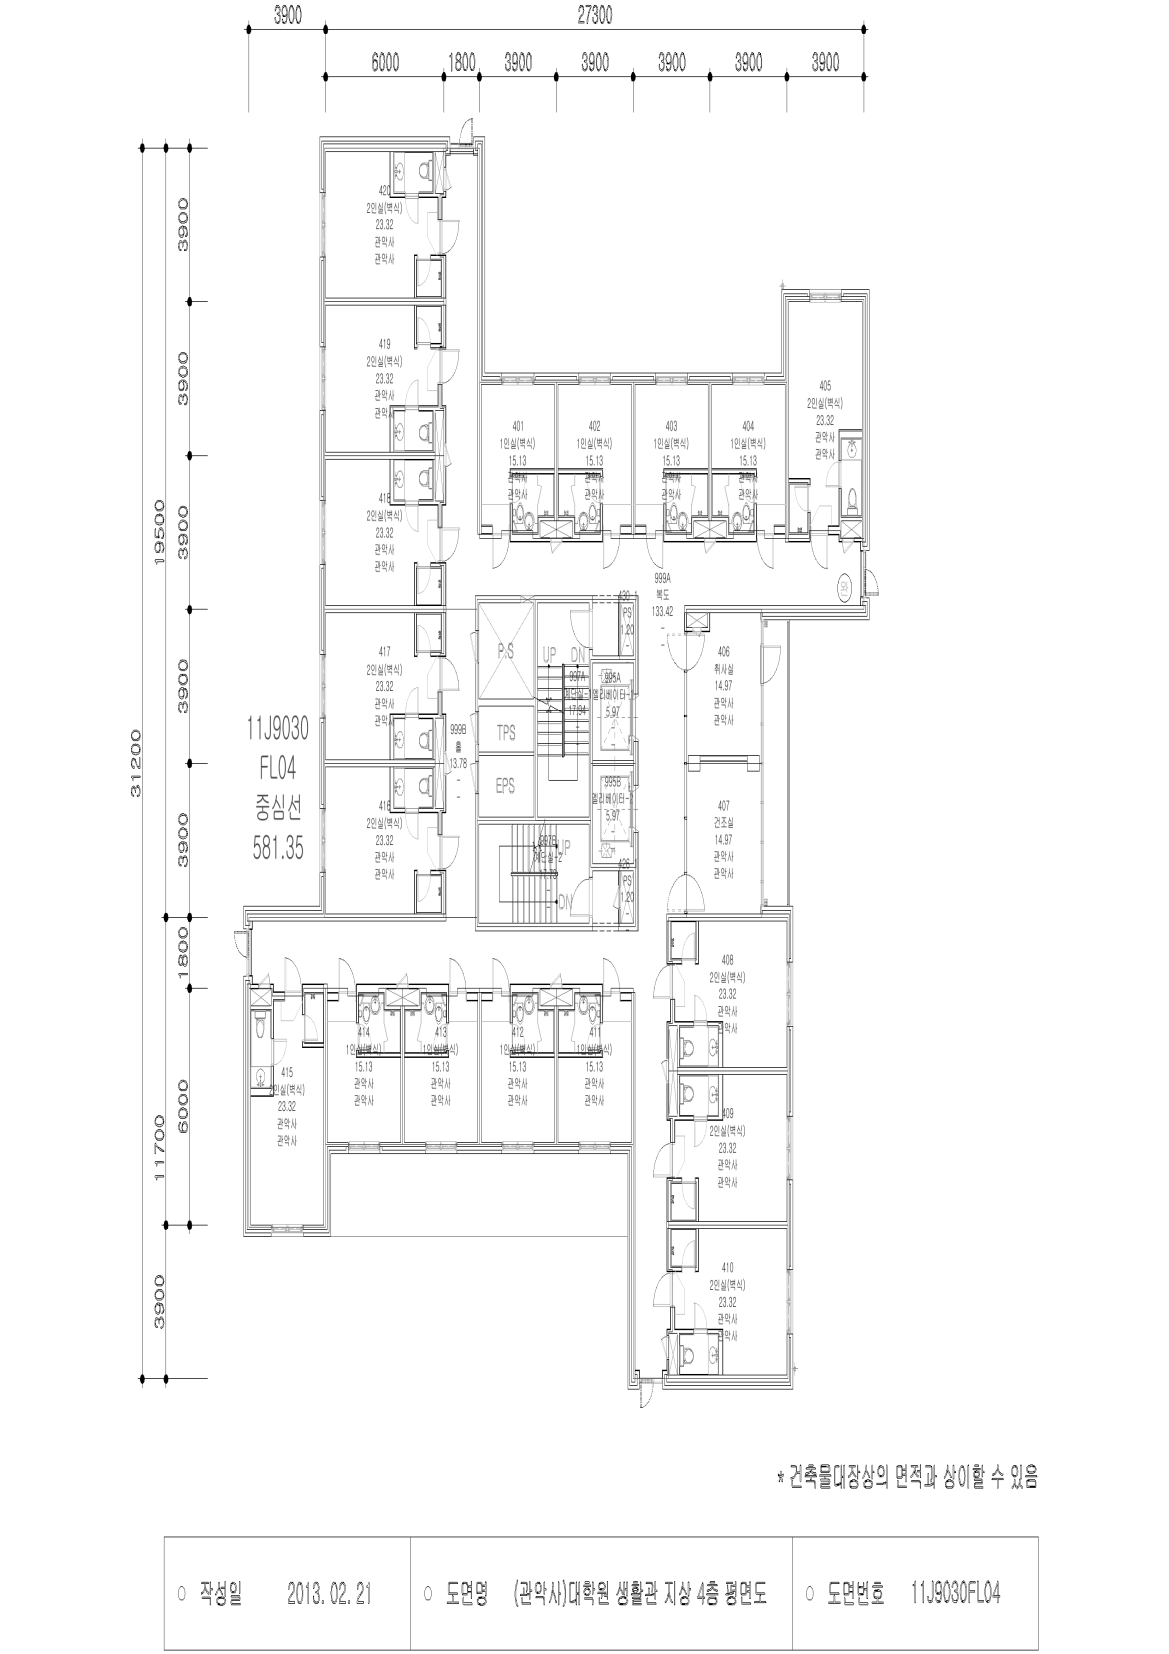 3900
27300
6000
1800
3900
3900
3900
3900
3900
31200
19500
11700
3900
3900
3900
3900
3900
3900
1800
6000
11J9030
FL04
중심선
581.35
420
2인실(벽식)
23.32
관악사
관악사
419
2인실(벽식)
23.32
관악사
관악사
418
2인실(벽식)
23.32
관악사
관악사
417
2인실(벽식)
23.32
관악사
관악사
416
2인실(벽식)
23.32
관악사
관악사
401
1인실(벽식)
15.13
관악사
관악사
402
1인실(벽식)
15.13
관악사
관악사
403
1인실(벽식)
15.13
관악사
관악사
404
1인실(벽식)
15.13
관악사
관악사
405
2인실(벽식)
23.32
관악사
관악사
999A
복도
133.42
PS
1.20
P.S
UP
DN
997A
계단실-1
17.94
995A
엘리베이터-1
5.97
406
취사실
14.97
관악사
관악사
999B
홀
13.78
TPS
EPS
995B
엘리베이터-2
5.97
407
건조실
14.97
관악사
관악사
997B
계단실-2
UP
DN
PS
1.20
408
2인실(벽식)
23.32
관악사
관악사
409
2인실(벽식)
23.32
관악사
관악사
410
2인실(벽식)
23.32
관악사
관악사
415
2인실(벽식)
23.32
관악사
관악사
414
1인실(벽식)
15.13
관악사
관악사
413
1인실(벽식)
15.13
관악사
관악사
412
1인실(벽식)
15.13
관악사
관악사
411
1인실(벽식)
15.13
관악사
관악사
* 건축물대장상의 면적과 상이할 수 있음
○ 작성일 2013. 02. 21
○ 도면명 (관악사)대학원 생활관 지상 4층 평면도
○ 도면번호 11J9030FL04